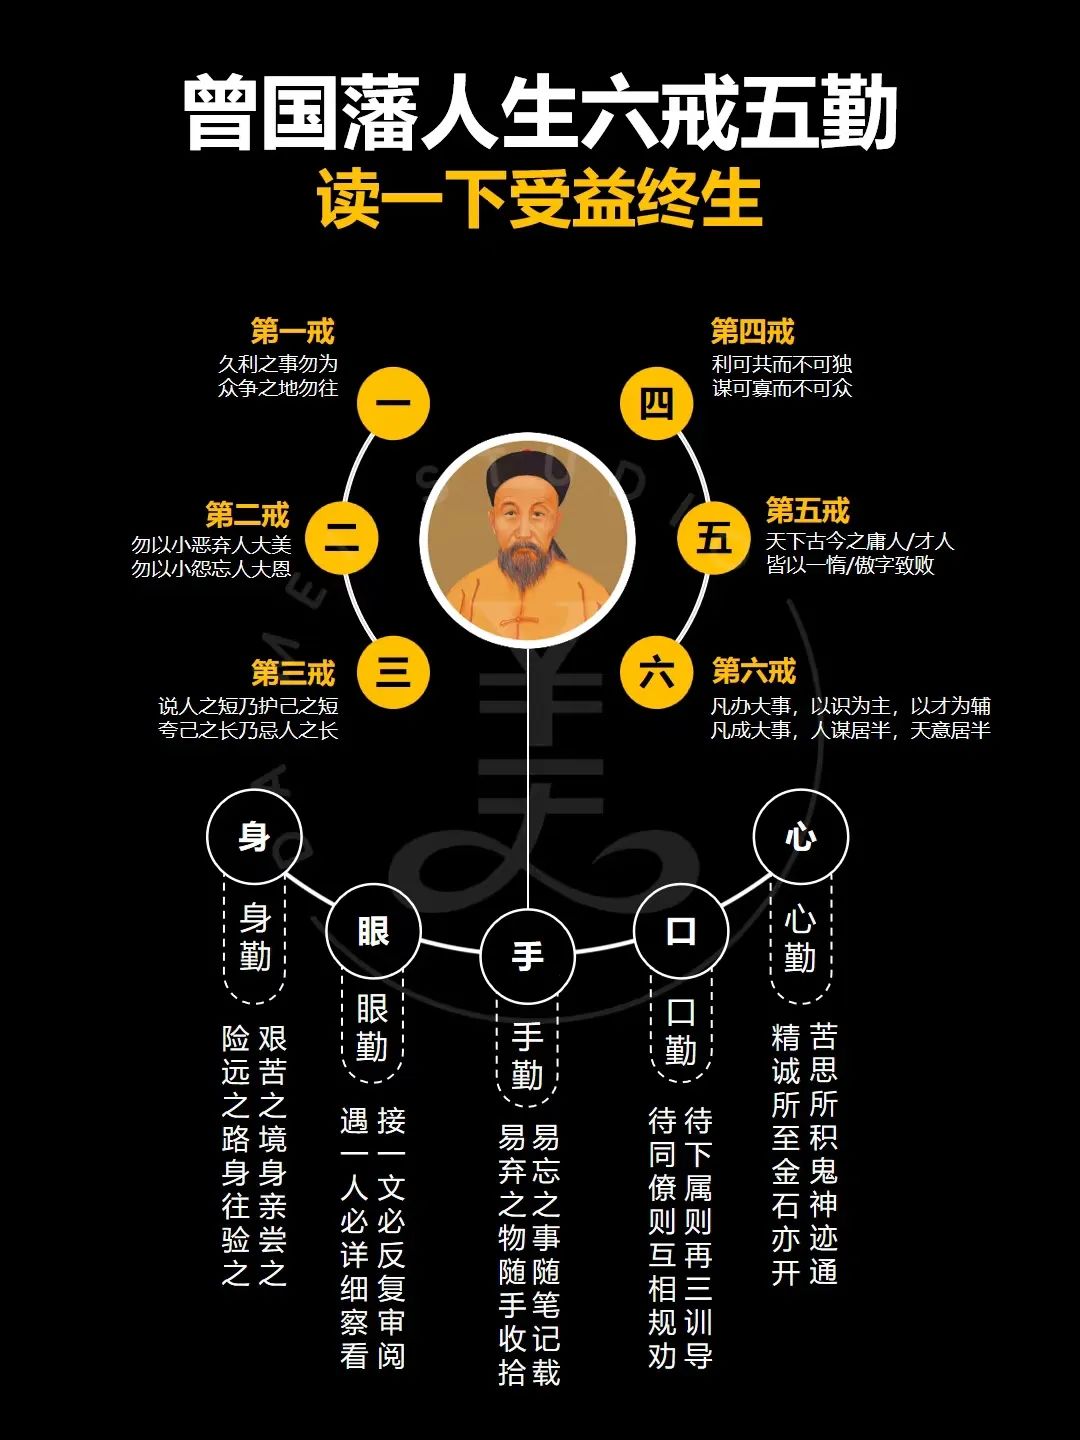 曾国藩人生六戒五勤
读一下受益终生
第一戒
久利之事勿为
众争之地勿往
一
第二戒
勿以小恶弃人大美
勿以小怨忘人大恩
二
第三戒
说人之短乃护己之短
夸己之长乃忌人之长
三
第四戒
利可共而不可独
谋可寡而不可众
四
第五戒
天下古今之庸人/才人
皆以一惰/傲字致败
五
第六戒
凡办大事，以识为主，以才为辅
凡成大事，人谋居半，天意居半
六
身
身勤
险远之路身往验之
艰苦之境身亲尝之
眼
眼勤
遇一人必详细察看
接一文必反复审阅
手
手勤
易弃之物随手收拾
易忘之事随笔记载
口
口勤
待同僚则互相规劝
待下属则再三训导
心
心勤
精诚所至金石亦开
苦思所积鬼神迹通